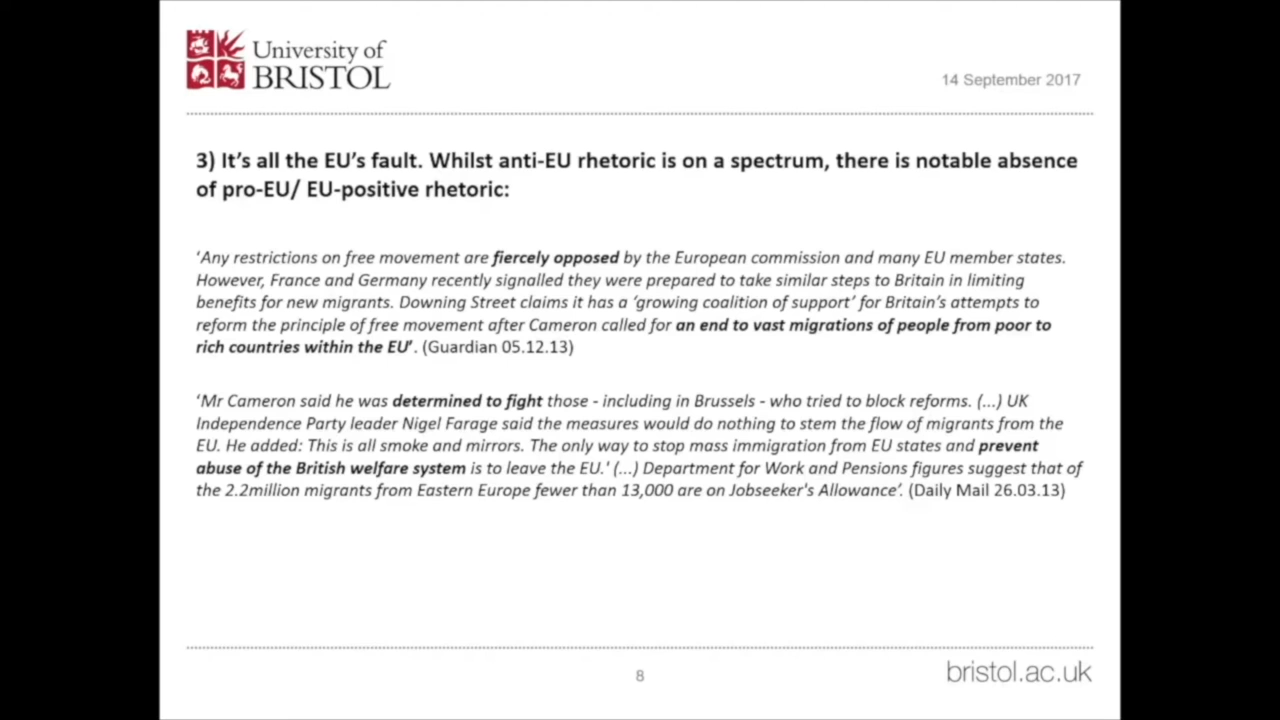 University of
BRISTOL
14 September 2017
3) It's all the EU's fault. Whilst anti-EU rhetoric is on a spectrum, there is notable absence
of pro-EU/ EU-positive rhetoric:
‘Any restrictions on free movement are fiercely opposed by the European commission and many EU member states.
However, France and Germany recently signalled they were prepared to take similar steps to Britain in limiting
benefits for new migrants. Downing Street claims it has a ‘growing coalition of support’ for Britain’s attempts to
reform the principle of free movement after Cameron called for an end to vast migrations of people from poor to
rich countries within the EU’. (Guardian 05.12.13)
‘Mr Cameron said he was determined to fight those - including in Brussels - who tried to block reforms. (...) UK
Independence Party leader Nigel Farage said the measures would do nothing to stem the flow of migrants from the
EU. He added: This is all smoke and mirrors. The only way to stop mass immigration from EU states and prevent
abuse of the British welfare system is to leave the EU.' (...) Department for Work and Pensions figures suggest that of
the 2.2million migrants from Eastern Europe fewer than 13,000 are on Jobseeker's Allowance’. (Daily Mail 26.03.13)
8
bristol.ac.uk